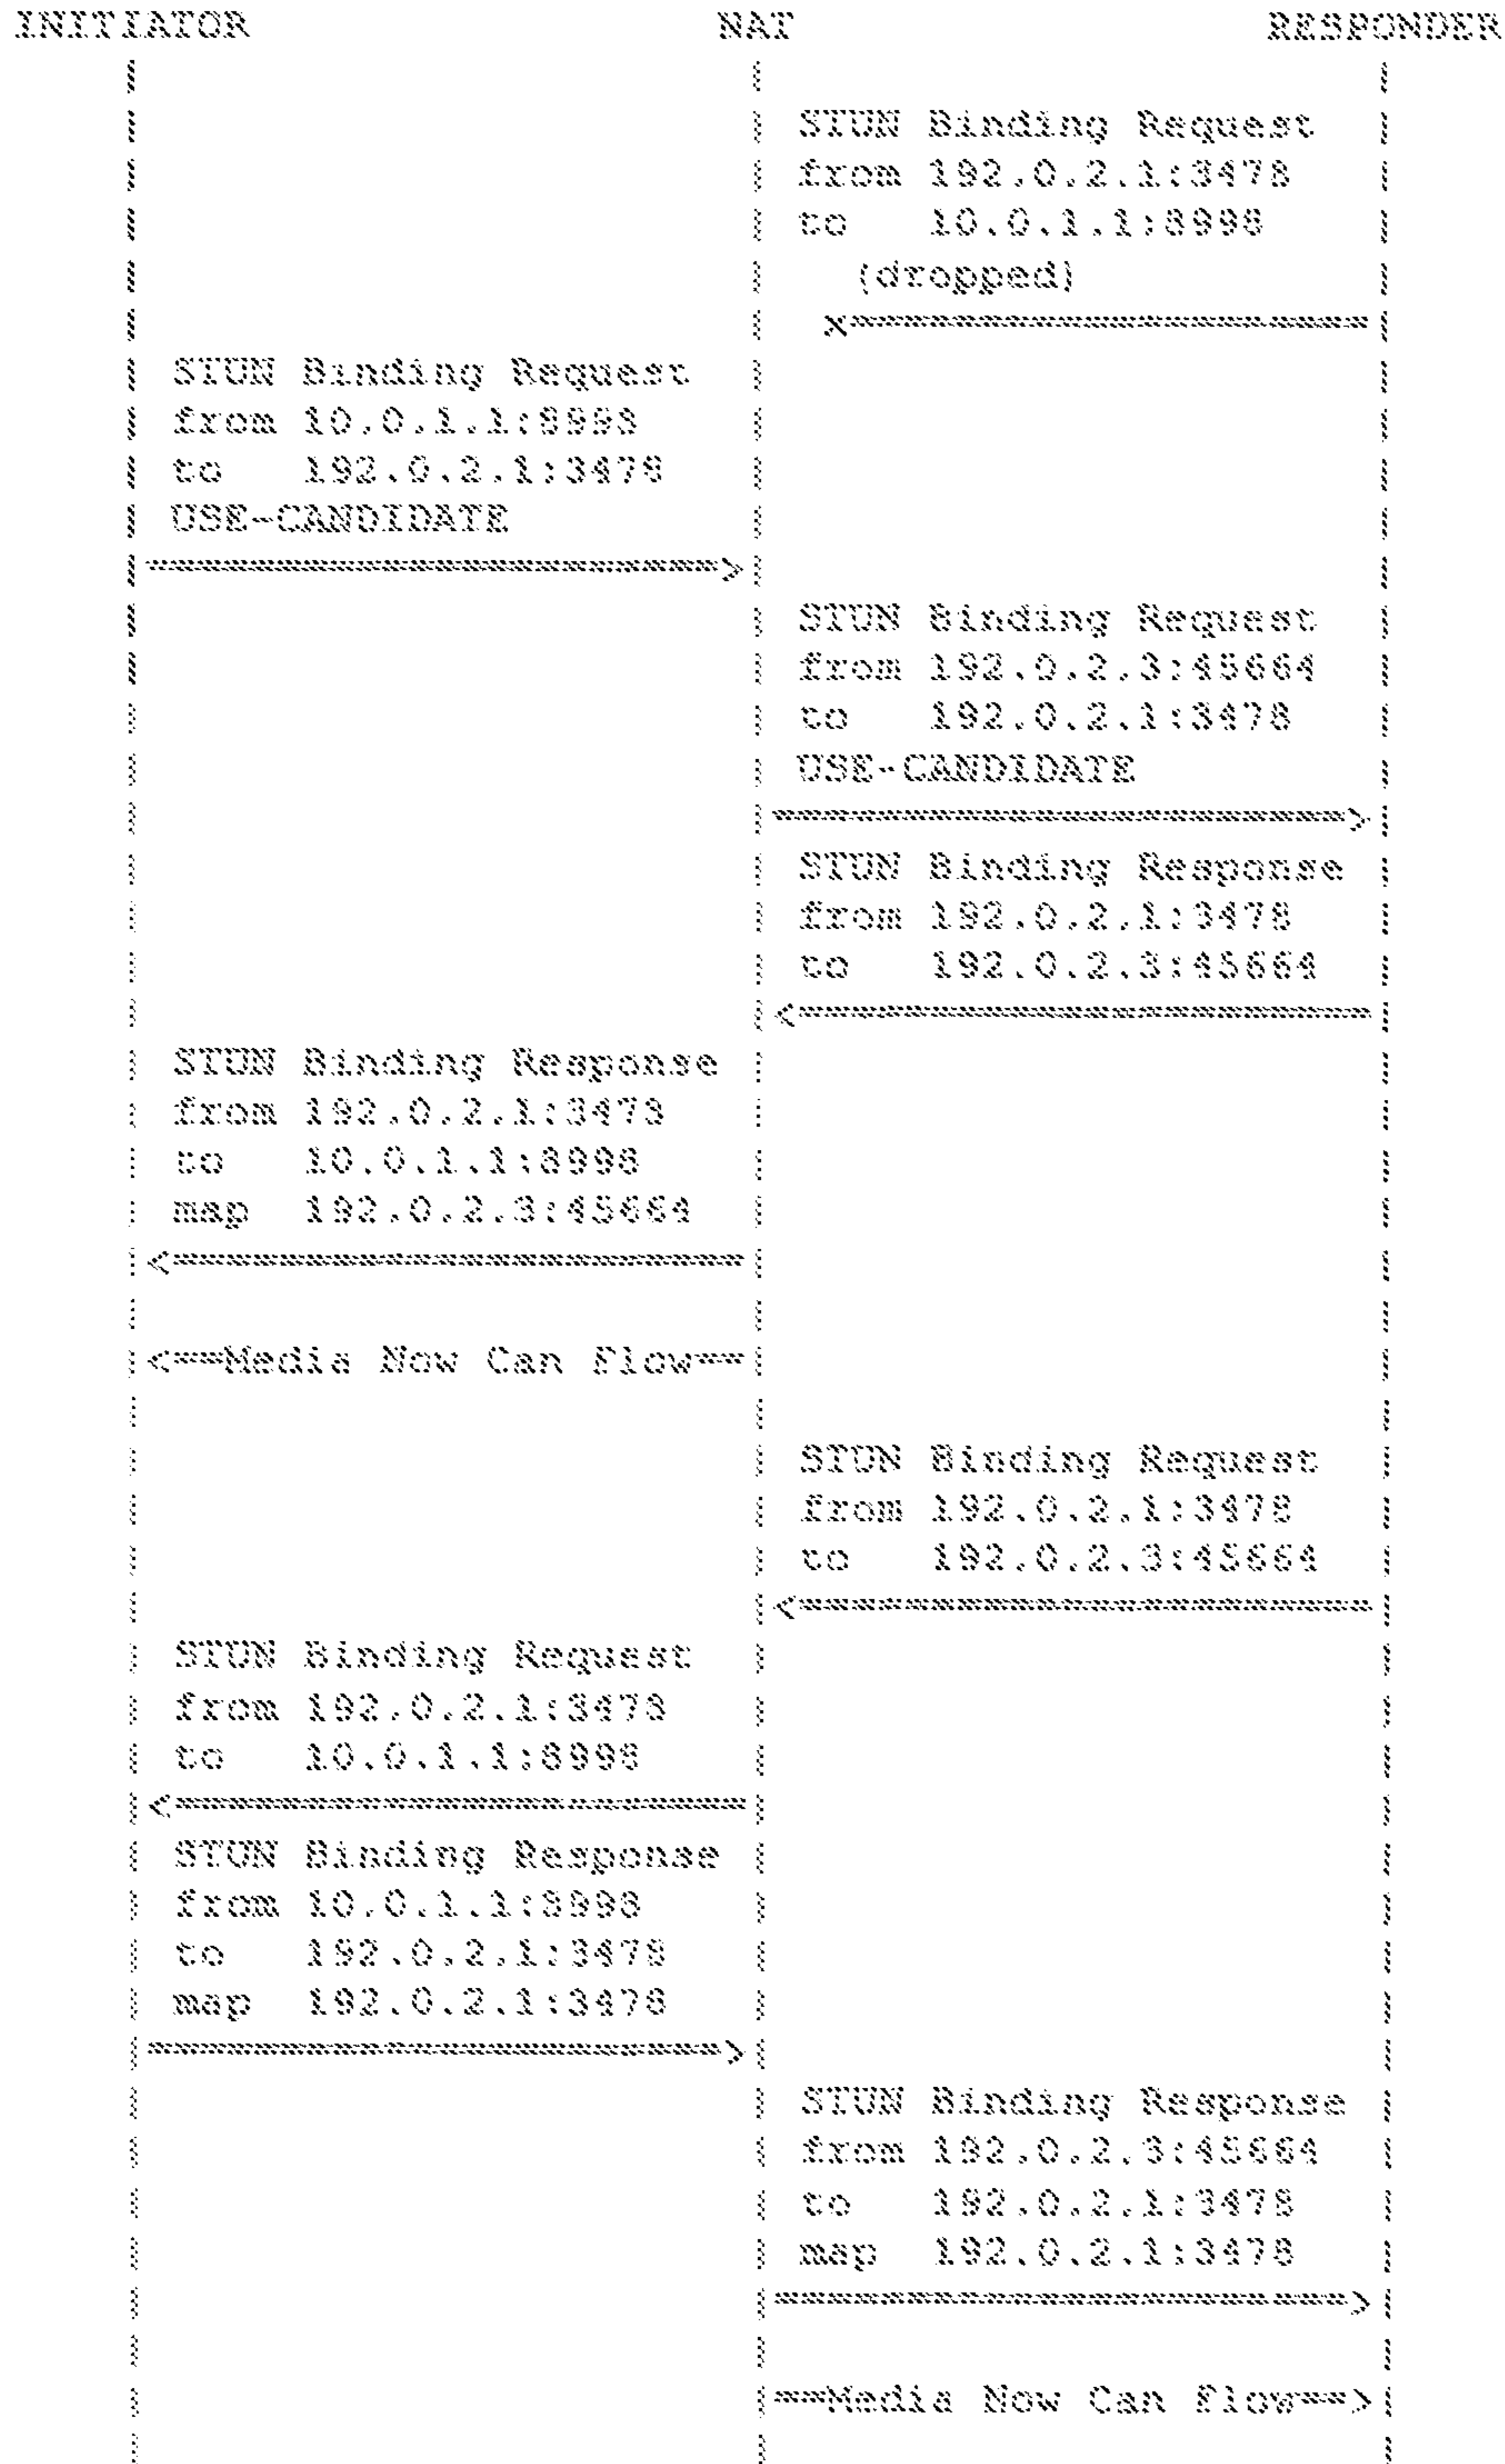 INITIATOR NAT RESPONDER
STUN Binding Request
from 192.0.2.1:3478
to 10.0.1.1:8998
(dropped)
x==========================
STUN Binding Request
from 10.0.1.1:8998
to 192.0.2.1:3478
USE-CANDIDATE
===========================>
STUN Binding Request
from 192.0.2.3:45664
to 192.0.2.1:3478
USE-CANDIDATE
===========================>
STUN Binding Response
from 192.0.2.1:3478
to 192.0.2.3:45664
<===========================
STUN Binding Response
from 192.0.2.1:3478
to 10.0.1.1:8998
map 192.0.2.3:45664
<===========================
<==Media Now Can Flow==
STUN Binding Request
from 192.0.2.1:3478
to 192.0.2.3:45664
<===========================
STUN Binding Request
from 192.0.2.1:3478
to 10.0.1.1:8998
<===========================
STUN Binding Response
from 10.0.1.1:8998
to 192.0.2.1:3478
map 192.0.2.1:3478
===========================>
STUN Binding Response
from 192.0.2.3:45664
to 192.0.2.1:3478
map 192.0.2.1:3478
===========================>
==Media Now Can Flow==>